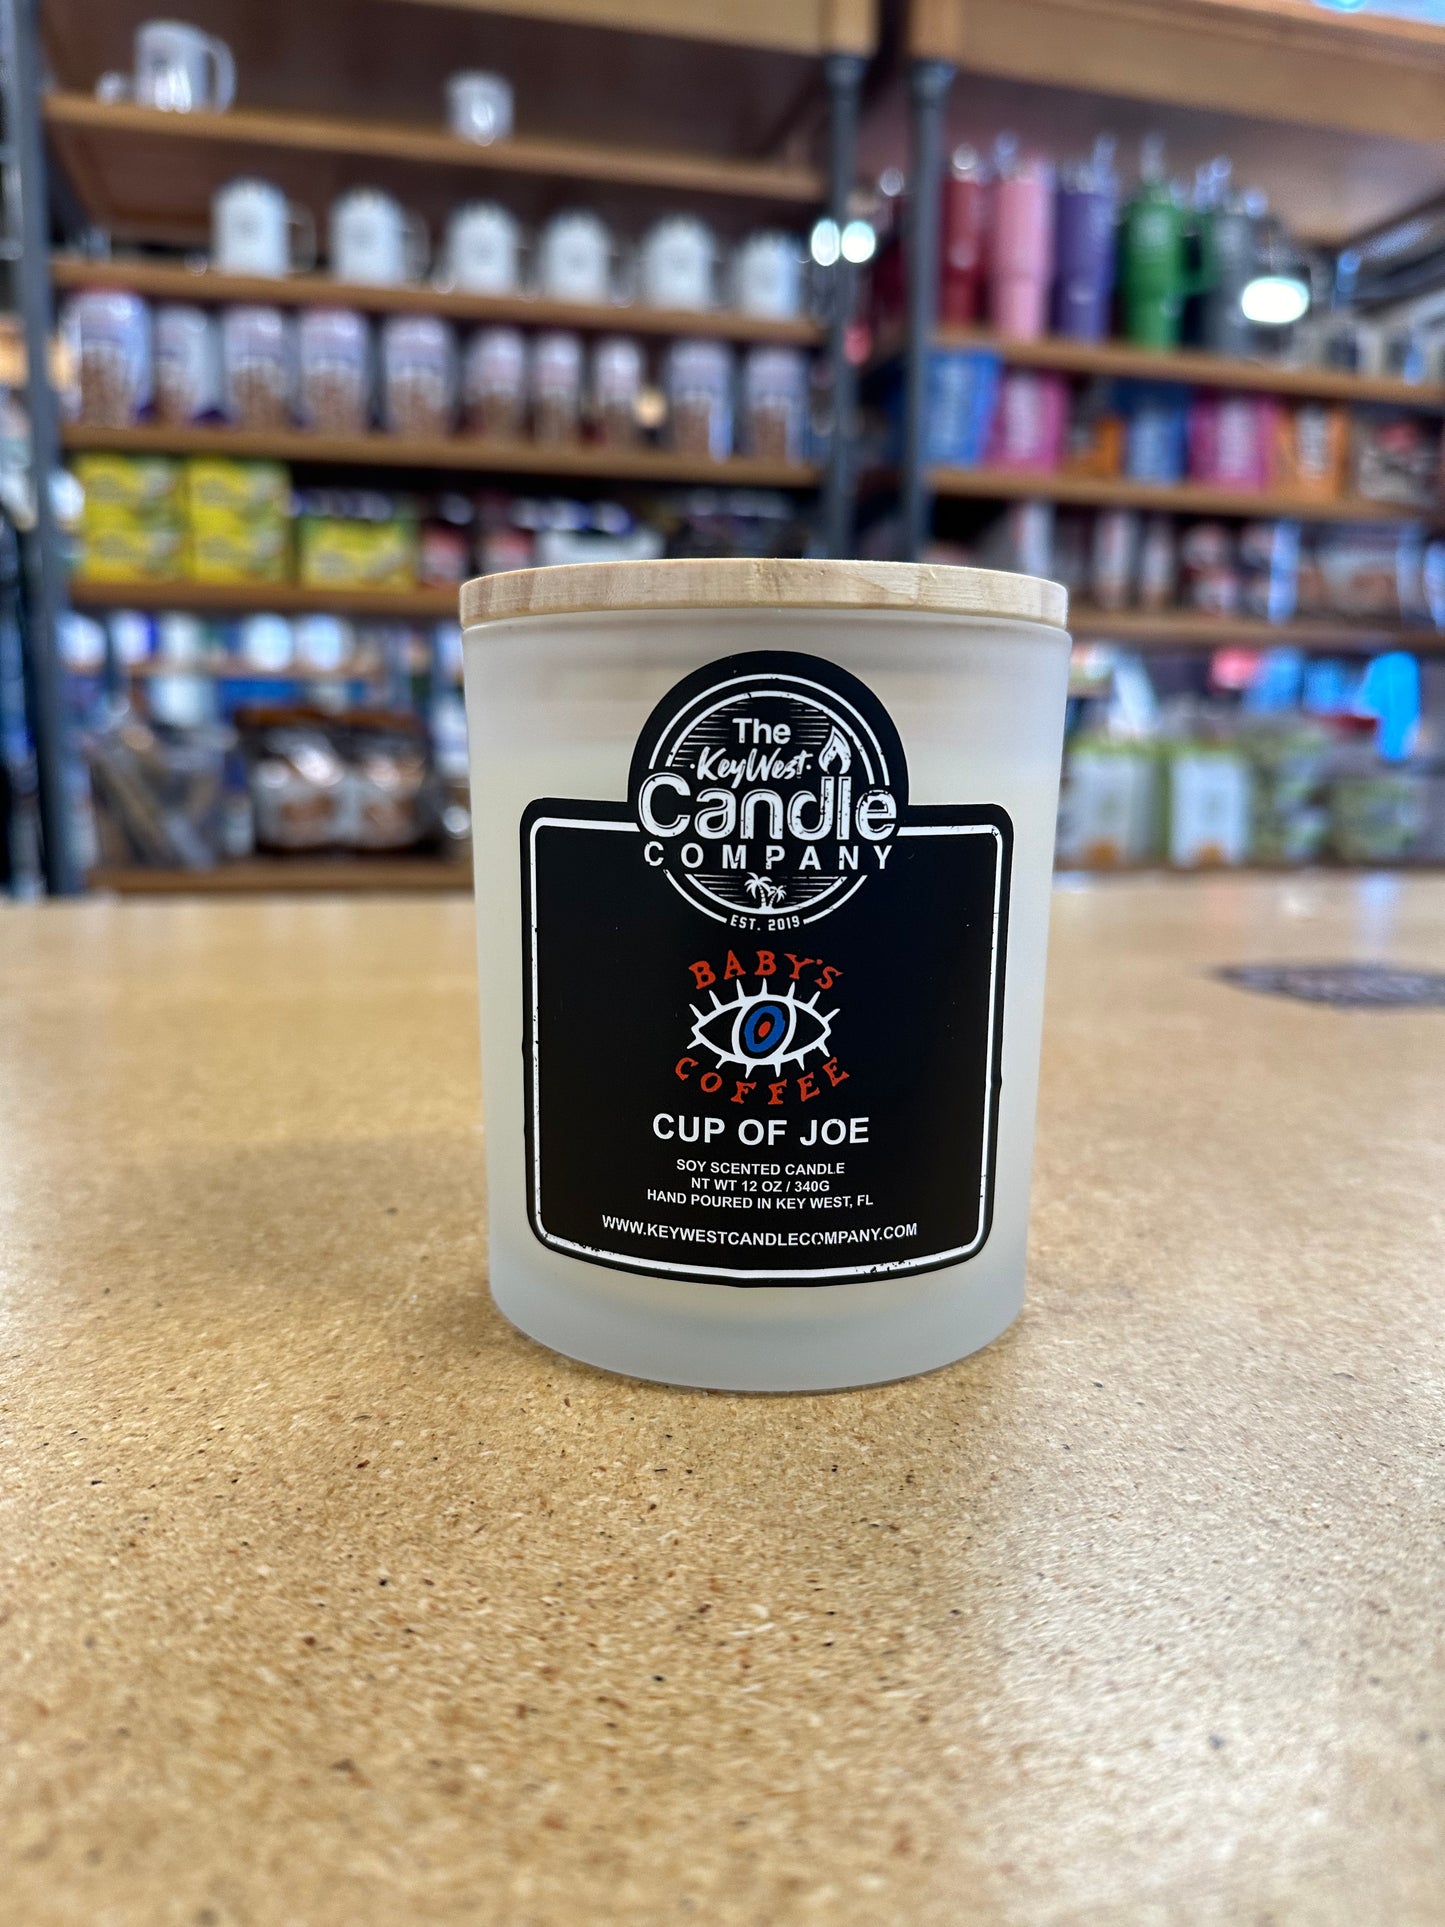 The
KeyWest
Candle
COMPANY
EST. 2019
BABY'S
COFFEE
CUP OF JOE
SOY SCENTED CANDLE
NT WT 12 OZ / 340G
HAND POURED IN KEY WEST, FL
WWW.KEYWESTCANDLECOMPANY.COM